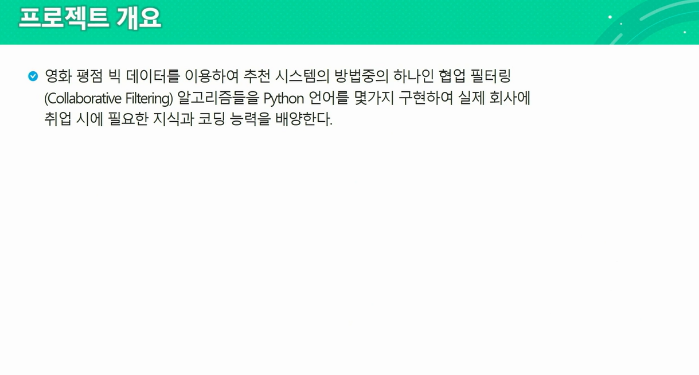 프로젝트 개요
영화 평점 빅 데이터를 이용하여 추천 시스템의 방법중의 하나인 협업 필터링
(Collaborative Filtering) 알고리즘들을 Python 언어를 몇가지 구현하여 실제 회사에
취업 시에 필요한 지식과 코딩 능력을 배양한다.